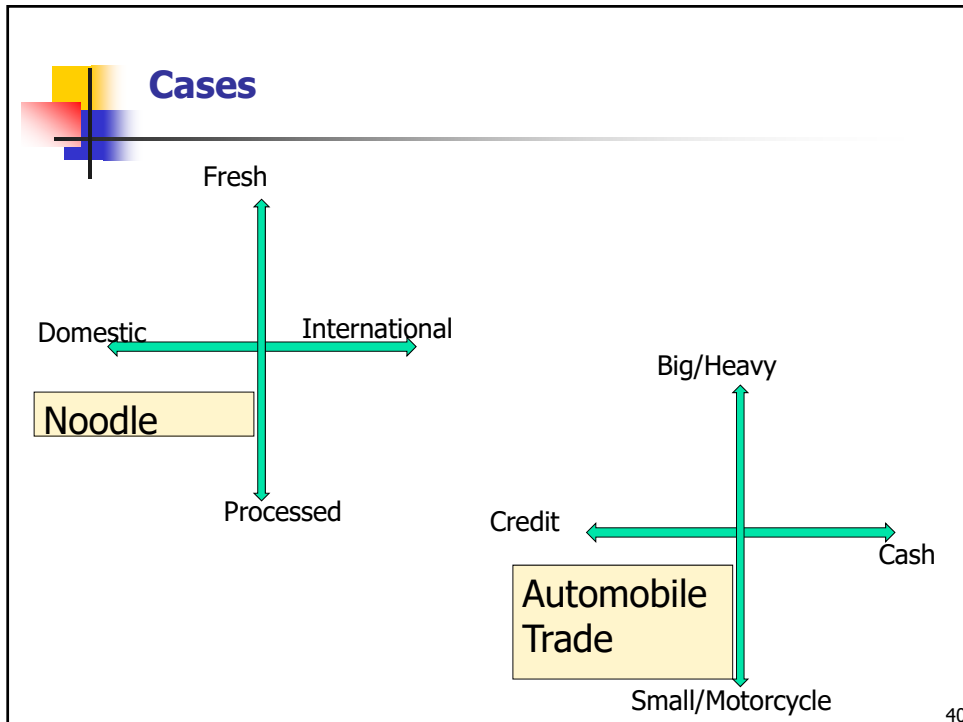 Cases
Fresh
Domestic
International
Noodle
Processed
Big/Heavy
Credit
Cash
Automobile
Trade
Small/Motorcycle
40